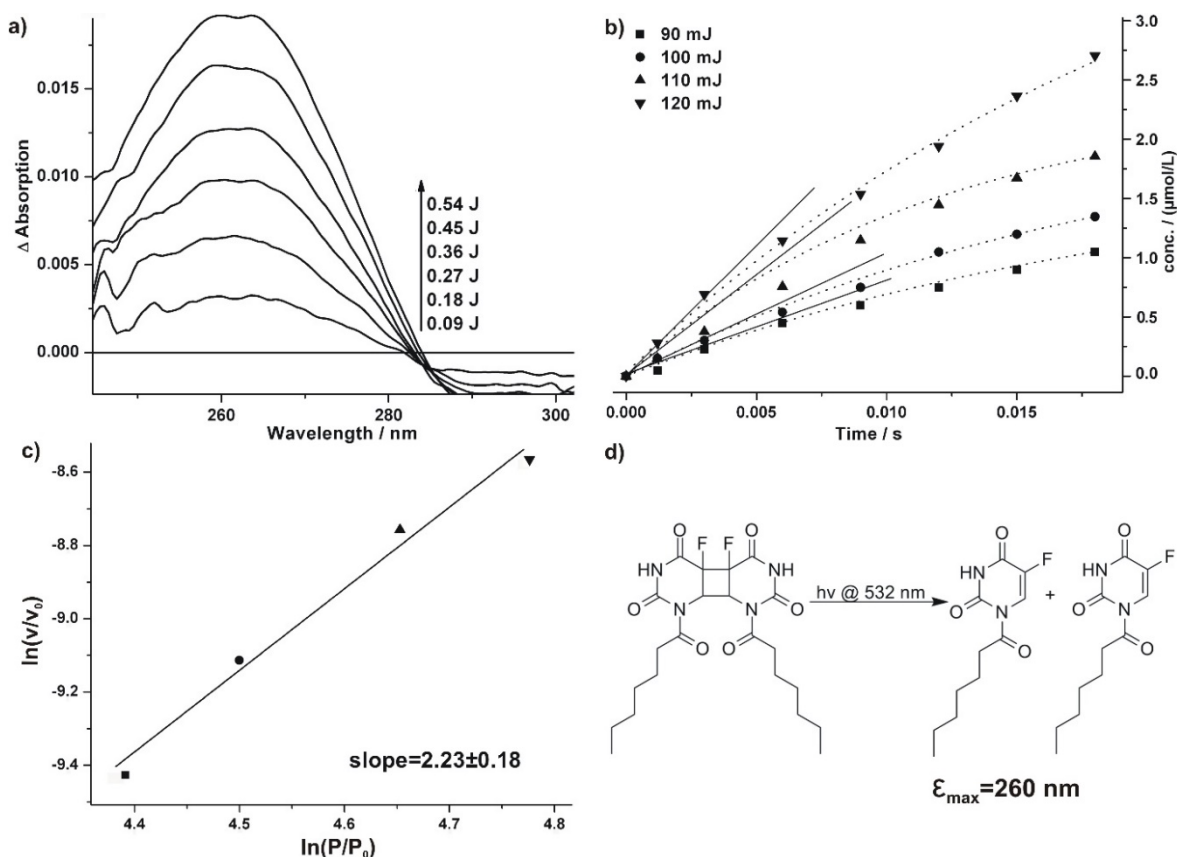 a)
0.015
0.010
0.005
0.000
Δ Absorption
260
280
300
Wavelength / nm
0.54 J
0.45 J
0.36 J
0.27 J
0.18 J
0.09 J
b)
90 mJ
100 mJ
110 mJ
120 mJ
3.0
2.5
2.0
1.5
1.0
0.5
0.0
conc. / (μmol/L)
0.000
0.005
0.010
0.015
Time / s
c)
-8.6
-8.8
-9.0
-9.2
-9.4
ln(v/v₀)
4.4
4.5
4.6
4.7
4.8
ln(P/P₀)
slope=2.23±0.18
d)
O F F O
HN NH
O N N O
O O
hv @ 532 nm
O
F
HN
O N
O
+
O
F
HN
O N
O
Ɛmax=260 nm